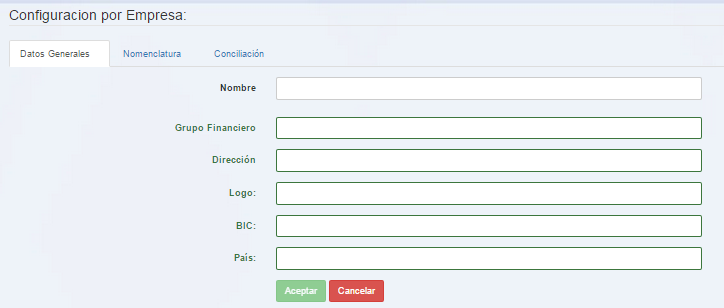 Configuracion por Empresa:
Datos Generales Nomenclatura Conciliación
Nombre
Grupo Financiero
Dirección
Logo:
BIC:
País:
Aceptar Cancelar